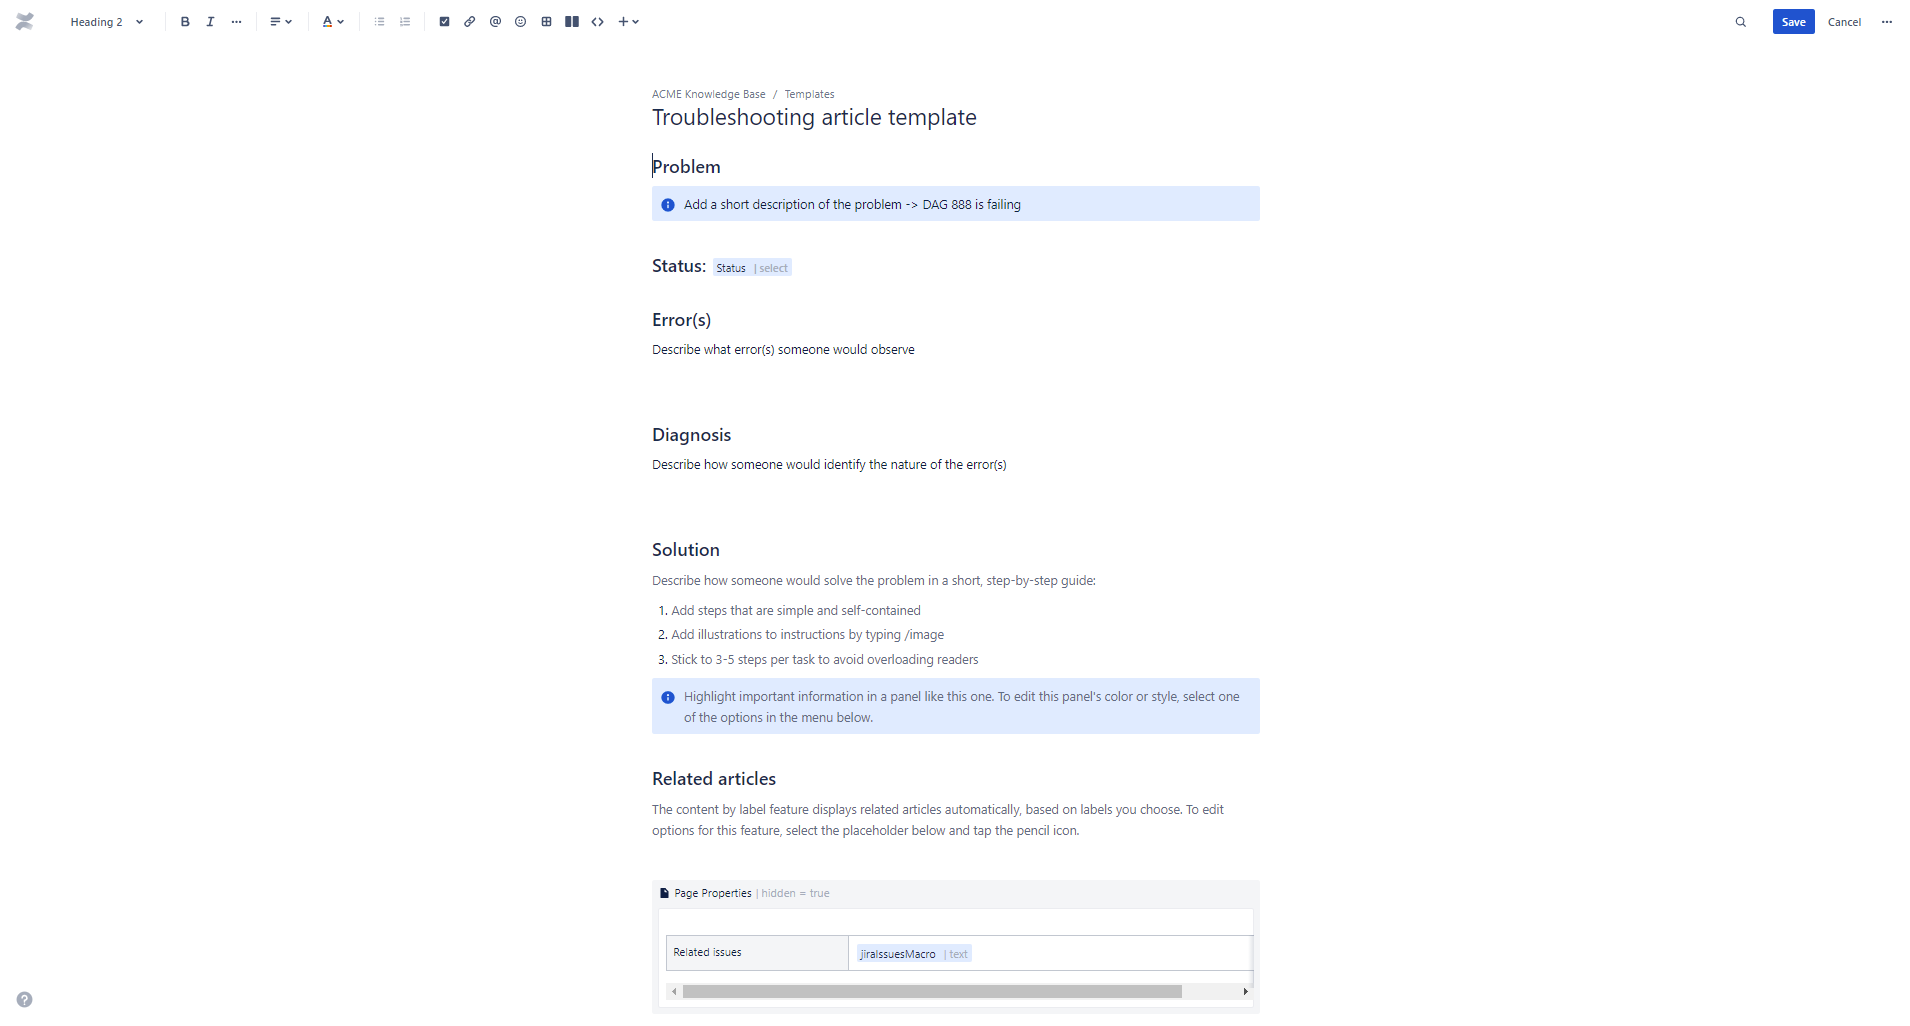 Heading 2
Save
Cancel
ACME Knowledge Base / Templates
Troubleshooting article template
Problem
Add a short description of the problem -> DAG 888 is failing
Status: Status | select
Error(s)
Describe what error(s) someone would observe
Diagnosis
Describe how someone would identify the nature of the error(s)
Solution
Describe how someone would solve the problem in a short, step-by-step guide:
1. Add steps that are simple and self-contained
2. Add illustrations to instructions by typing /image
3. Stick to 3-5 steps per task to avoid overloading readers
Highlight important information in a panel like this one. To edit this panel's color or style, select one
of the options in the menu below.
Related articles
The content by label feature displays related articles automatically, based on labels you choose. To edit
options for this feature, select the placeholder below and tap the pencil icon.
Page Properties | hidden = true
Related issues
jiraIssuesMacro | text